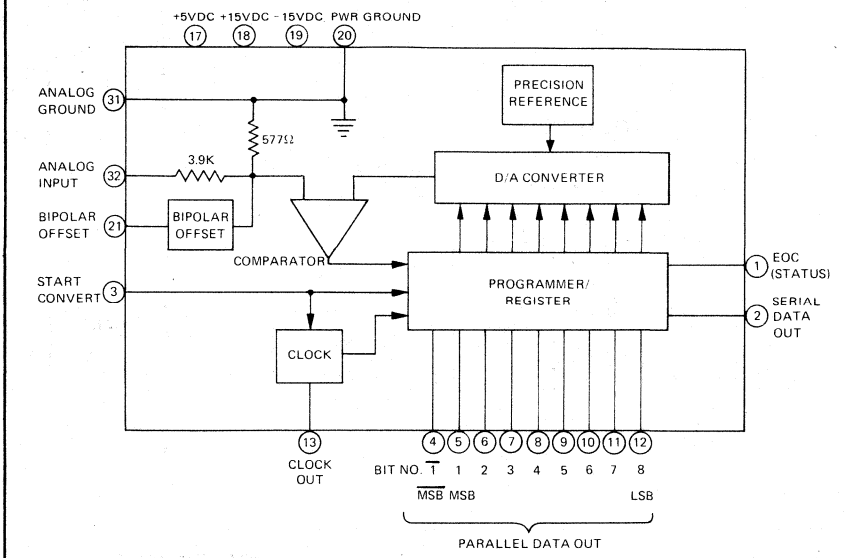 +5VDC +15VDC -15VDC PWR GROUND
17 18 19 20
ANALOG
GROUND
31
577Ω
PRECISION
REFERENCE
3.9K
ANALOG
INPUT
32
D/A CONVERTER
BIPOLAR
OFFSET
21
BIPOLAR
OFFSET
COMPARATOR
START
CONVERT
3
PROGRAMMER/
REGISTER
1
EOC
(STATUS)
2
SERIAL
DATA
OUT
CLOCK
13
CLOCK
OUT
4 5 6 7 8 9 10 11 12
BIT NO. 1̅ 1 2 3 4 5 6 7 8
M̅S̅B̅ MSB LSB
PARALLEL DATA OUT